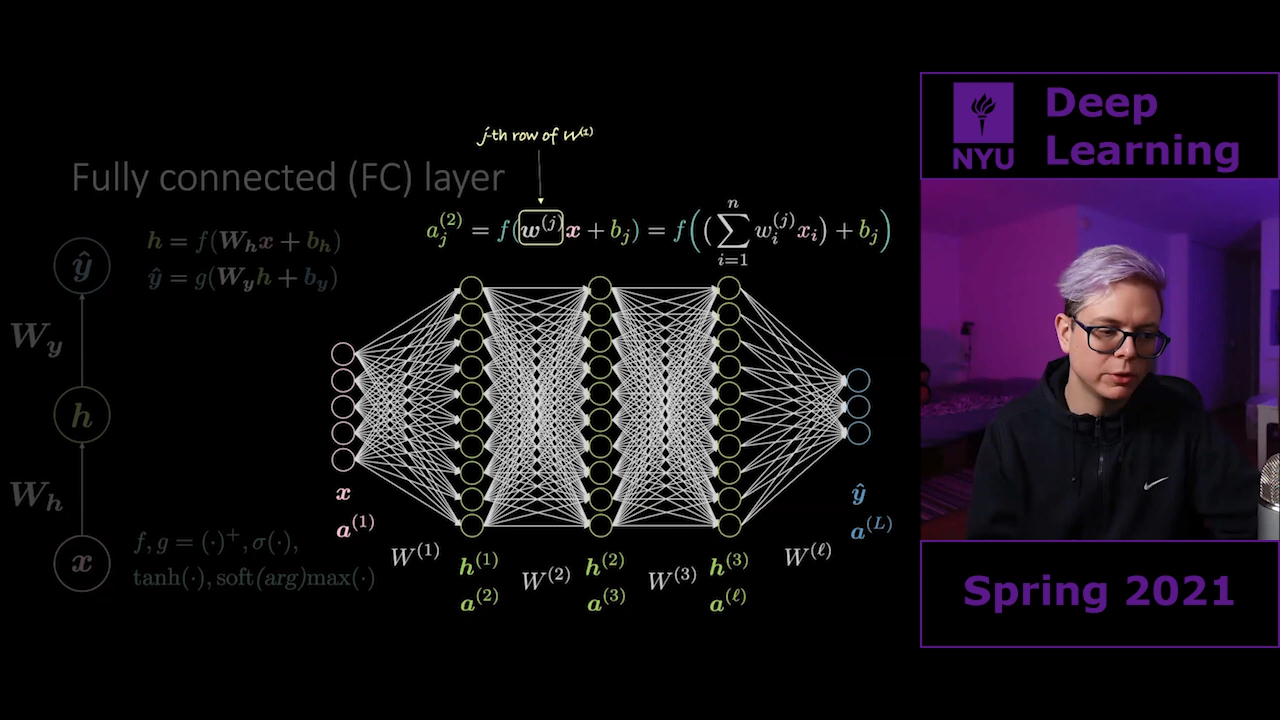 j-th row of W⁽¹⁾
Fully connected (FC) layer
a_j^{(2)} = f(w^{(j)}x + b_j) = f((∑_{i=1}^{n} w_i^{(j)}x_i) + b_j)
h = f(W_h x + b_h)
ŷ = g(W_y h + b_y)
ŷ
W_y
h
W_h
x
f, g = (·)⁺, σ(·),
tanh(·), soft(arg)max(·)
x
a⁽¹⁾
W⁽¹⁾
h⁽¹⁾
a⁽²⁾
W⁽²⁾
h⁽²⁾
a⁽³⁾
W⁽³⁾
h⁽³⁾
a⁽ℓ⁾
W⁽ℓ⁾
ŷ
a⁽ᴸ⁾
NYU
Deep
Learning
Spring 2021